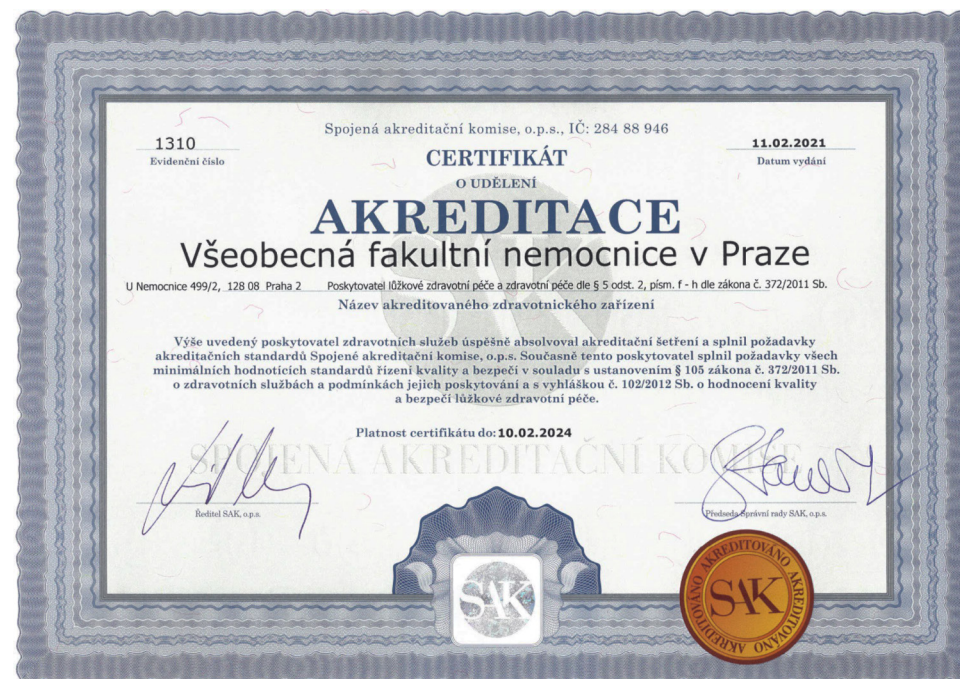 Spojená akreditační komise, o.p.s., IČ: 284 88 946
1310
Evidenční číslo
11.02.2021
Datum vydání
CERTIFIKÁT
O UDĚLENÍ
AKREDITACE
Všeobecná fakultní nemocnice v Praze
U Nemocnice 499/2, 128 08 Praha 2 Poskytovatel lůžkové zdravotní péče a zdravotní péče dle § 5 odst. 2, písm. f - h dle zákona č. 372/2011 Sb.
Název akreditovaného zdravotnického zařízení
Výše uvedený poskytovatel zdravotních služeb úspěšně absolvoval akreditační šetření a splnil požadavky
akreditačních standardů Spojené akreditační komise, o.p.s. Současně tento poskytovatel splnil požadavky všech
minimálních hodnotících standardů řízení kvality a bezpečí v souladu s ustanovením § 105 zákona č. 372/2011 Sb.
o zdravotních službách a podmínkách jejich poskytování a s vyhláškou č. 102/2012 Sb. o hodnocení kvality
a bezpečí lůžkové zdravotní péče.
Platnost certifikátu do: 10.02.2024
SPOJENÁ AKREDITAČNÍ KOMISE
Ředitel SAK, o.p.s.
Předseda Správní rady SAK, o.p.s.
SAK
AKREDITOVÁNO AKREDITOVÁNO AKREDITOVÁNO
SAK